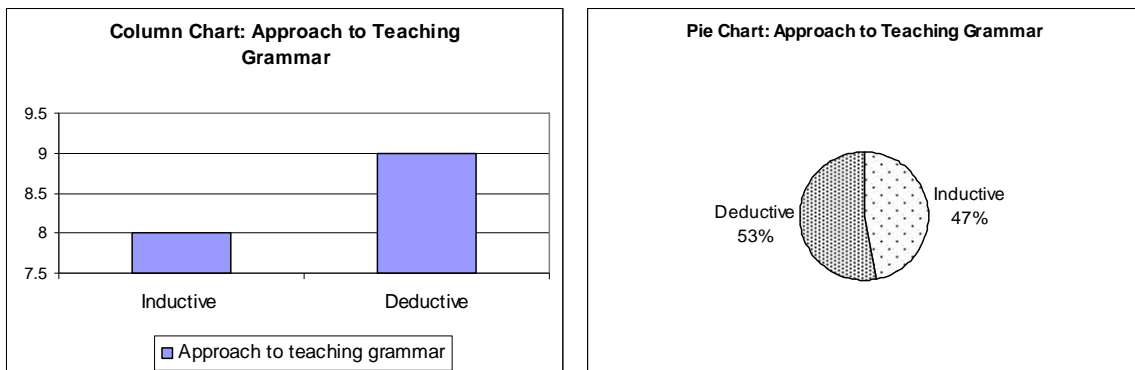 Column Chart: Approach to Teaching
Grammar
9.5
9
8.5
8
7.5
Inductive Deductive
Approach to teaching grammar
Pie Chart: Approach to Teaching Grammar
Deductive
53%
Inductive
47%